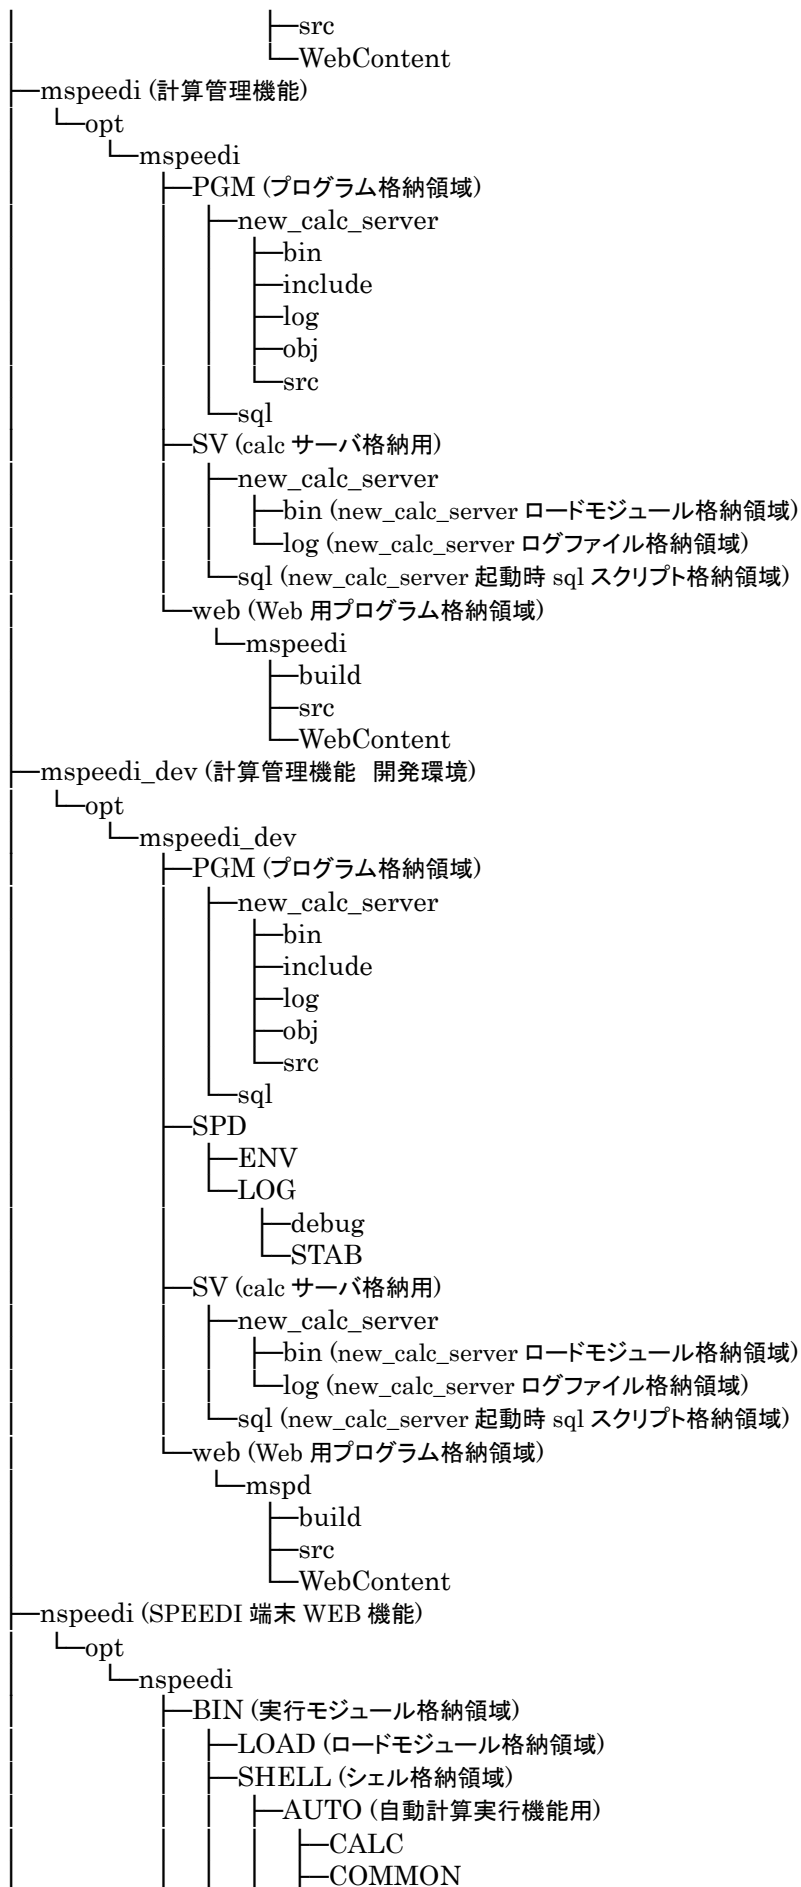 src
WebContent
mspeedi (計算管理機能)
opt
mspeedi
PGM (プログラム格納領域)
new_calc_server
bin
include
log
obj
src
sql
SV (calc サーバ格納用)
new_calc_server
bin (new_calc_server ロードモジュール格納領域)
log (new_calc_server ログファイル格納領域)
sql (new_calc_server 起動時 sql スクリプト格納領域)
web (Web 用プログラム格納領域)
mspeedi
build
src
WebContent
mspeedi_dev (計算管理機能 開発環境)
opt
mspeedi_dev
PGM (プログラム格納領域)
new_calc_server
bin
include
log
obj
src
sql
SPD
ENV
LOG
debug
STAB
SV (calc サーバ格納用)
new_calc_server
bin (new_calc_server ロードモジュール格納領域)
log (new_calc_server ログファイル格納領域)
sql (new_calc_server 起動時 sql スクリプト格納領域)
web (Web 用プログラム格納領域)
mspd
build
src
WebContent
nspeedi (SPEEDI 端末 WEB 機能)
opt
nspeedi
BIN (実行モジュール格納領域)
LOAD (ロードモジュール格納領域)
SHELL (シェル格納領域)
AUTO (自動計算実行機能用)
CALC
COMMON